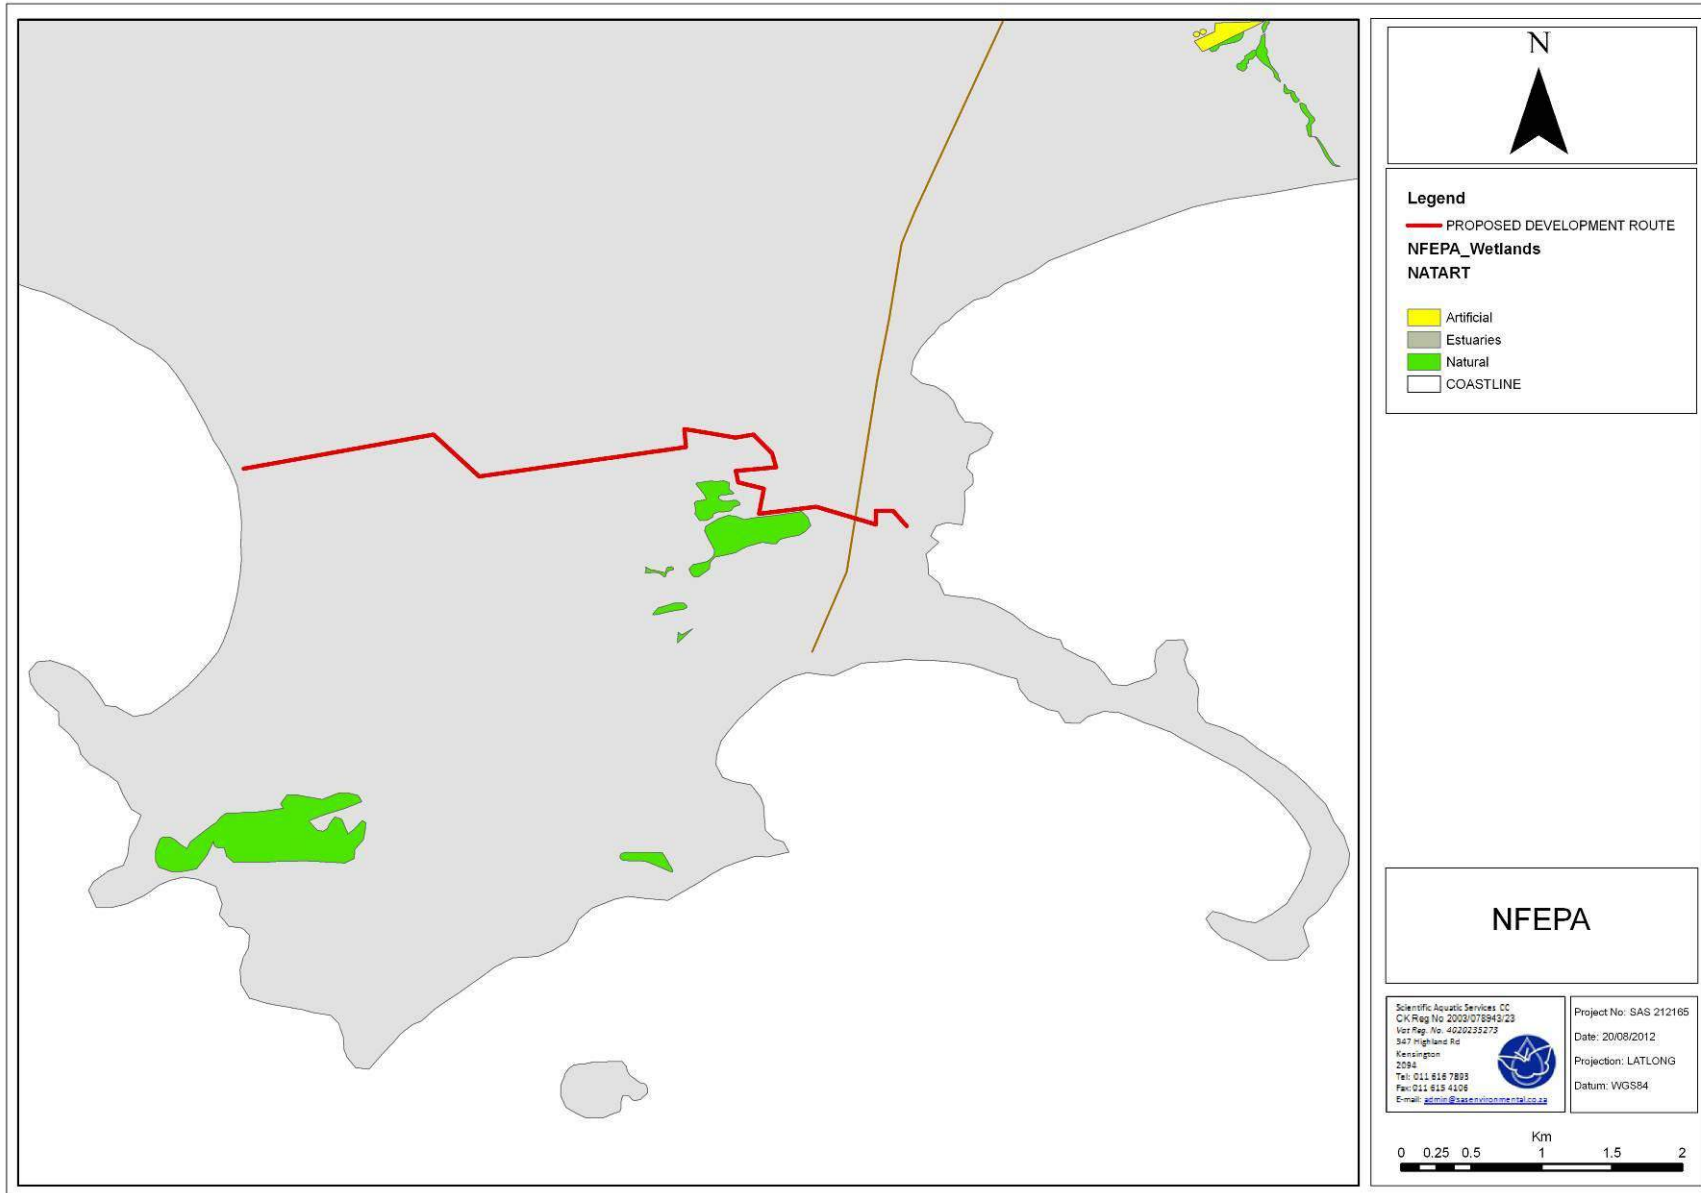 N
Legend
PROPOSED DEVELOPMENT ROUTE
NFEPA_Wetlands
NATART
Artificial
Estuaries
Natural
COASTLINE
NFEPA
Scientific Aquatic Services CC
CK Reg No 2003/078943/23
Vat Reg. No. 4020235273
347 Highland Rd
Kensington
2094
Tel: 011 616 7893
Fax: 011 615 4106
E-mail: admin@sasenvironmental.co.za
Project No: SAS 212165
Date: 20/08/2012
Projection: LATLONG
Datum: WGS84
Km
0 0.25 0.5 1 1.5 2